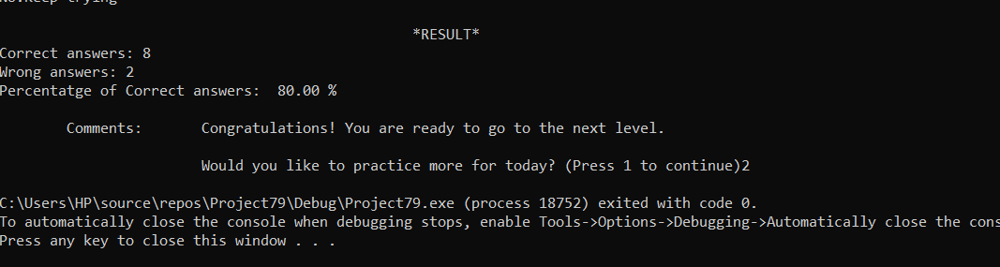 No.Keep trying
*RESULT*
Correct answers: 8
Wrong answers: 2
Percentatge of Correct answers:  80.00 %
Comments:       Congratulations! You are ready to go to the next level.
Would you like to practice more for today? (Press 1 to continue)2
C:\Users\HP\source\repos\Project79\Debug\Project79.exe (process 18752) exited with code 0.
To automatically close the console when debugging stops, enable Tools->Options->Debugging->Automatically close the cons
Press any key to close this window . . .